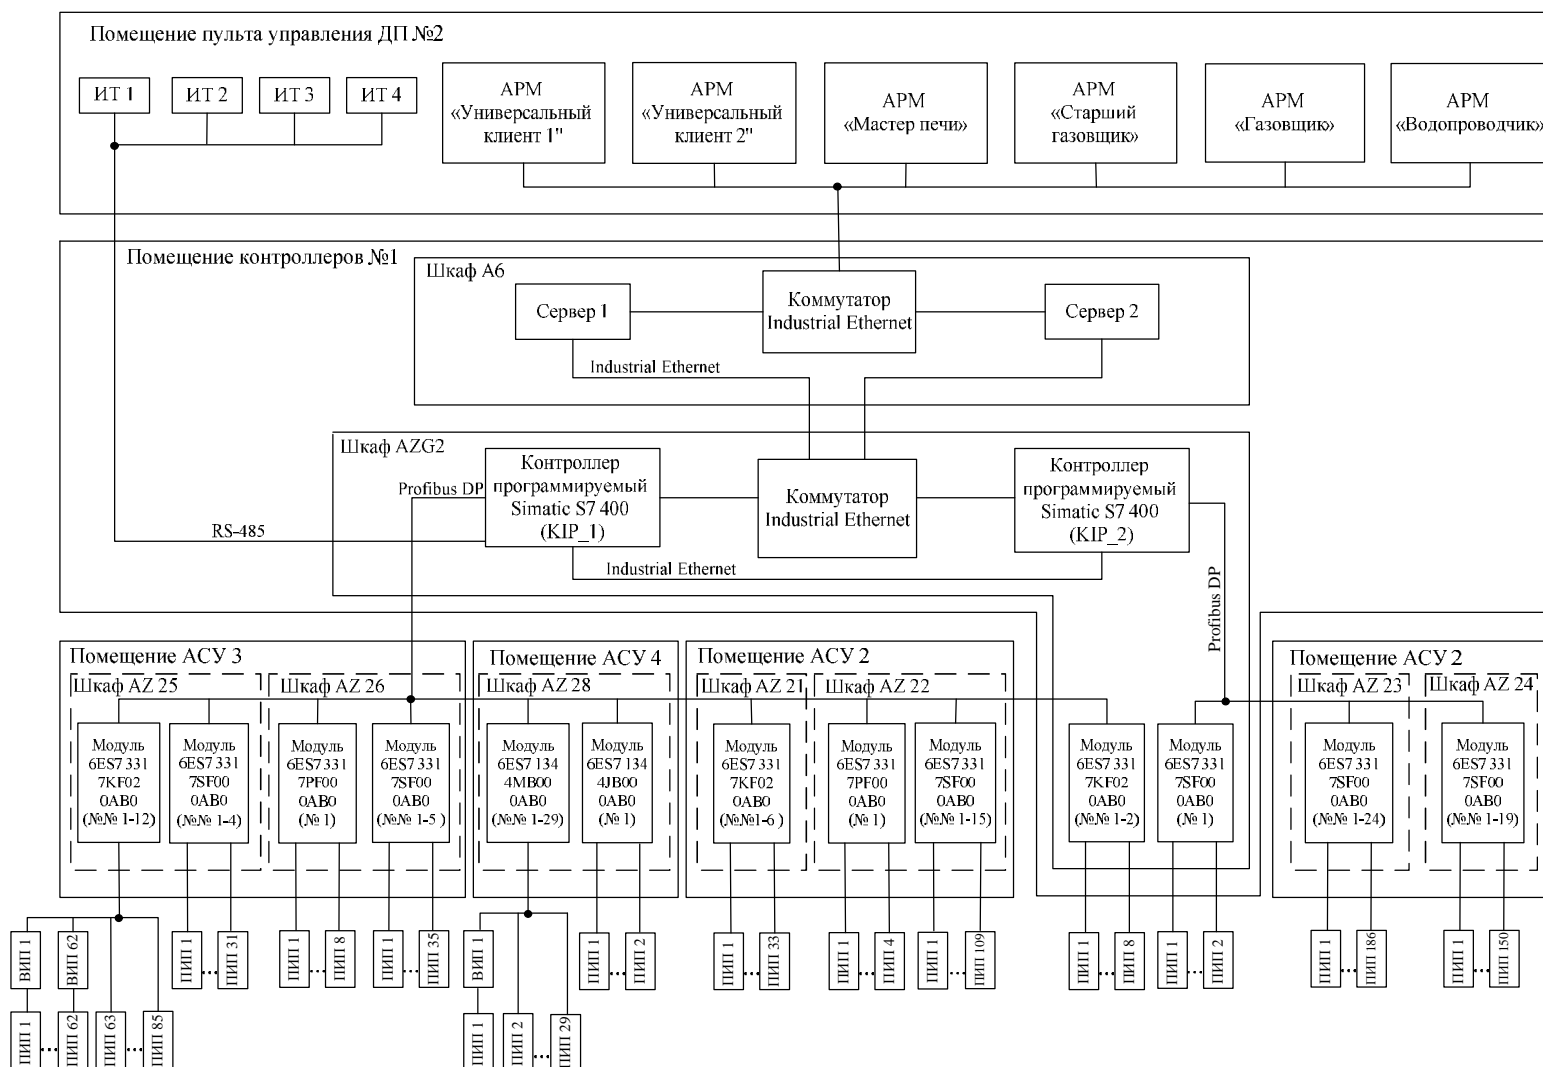 Помещение пульта управления ДП №2
ИТ 1
ИТ 2
ИТ 3
ИТ 4
АРМ
«Универсальный
клиент 1"
АРМ
«Универсальный
клиент 2"
АРМ
«Мастер печи»
АРМ
«Старший
газовщик»
АРМ
«Газовщик»
АРМ
«Водопроводчик»
Помещение контроллеров №1
Шкаф А6
Сервер 1
Коммутатор
Industrial Ethernet
Сервер 2
Industrial Ethernet
Шкаф AZG2
Profibus DP
Контроллер
программируемый
Simatic S7 400
(KIP_1)
Коммутатор
Industrial Ethernet
Контроллер
программируемый
Simatic S7 400
(KIP_2)
RS-485
Industrial Ethernet
Profibus DP
Помещение АСУ 3
Шкаф AZ 25
Модуль
6ES7 331
7KF02
0AB0
(№№ 1-12)
Модуль
6ES7 331
7SF00
0AB0
(№№ 1-4)
Шкаф AZ 26
Модуль
6ES7 331
7PF00
0AB0
(№ 1)
Модуль
6ES7 331
7SF00
0AB0
(№№ 1-5 )
Помещение АСУ 4
Шкаф AZ 28
Модуль
6ES7 134
4MB00
0AB0
(№№ 1-29)
Модуль
6ES7 134
4JB00
0AB0
(№ 1)
Помещение АСУ 2
Шкаф AZ 21
Модуль
6ES7 331
7KF02
0AB0
(№№1-6 )
Шкаф AZ 22
Модуль
6ES7 331
7PF00
0AB0
(№ 1)
Модуль
6ES7 331
7SF00
0AB0
(№№ 1-15)
Модуль
6ES7 331
7KF02
0AB0
(№№ 1-2)
Модуль
6ES7 331
7SF00
0AB0
(№ 1)
Помещение АСУ 2
Шкаф AZ 23
Модуль
6ES7 331
7SF00
0AB0
(№№ 1-24)
Шкаф AZ 24
Модуль
6ES7 331
7SF00
0AB0
(№№ 1-19)
ВИП 1
ВИП 62
ПИП 1
...
ПИП 62
ПИП 63
...
ПИП 85
ПИП 1
...
ПИП 31
ПИП 1
...
ПИП 8
ПИП 1
...
ПИП 35
ВИП 1
ПИП 1
ПИП 2
...
ПИП 29
ПИП 1
...
ПИП 2
ПИП 1
...
ПИП 33
ПИП 1
...
ПИП 4
ПИП 1
...
ПИП 109
ПИП 1
...
ПИП 8
ПИП 1
...
ПИП 2
ПИП 1
...
ПИП 186
ПИП 1
...
ПИП 150